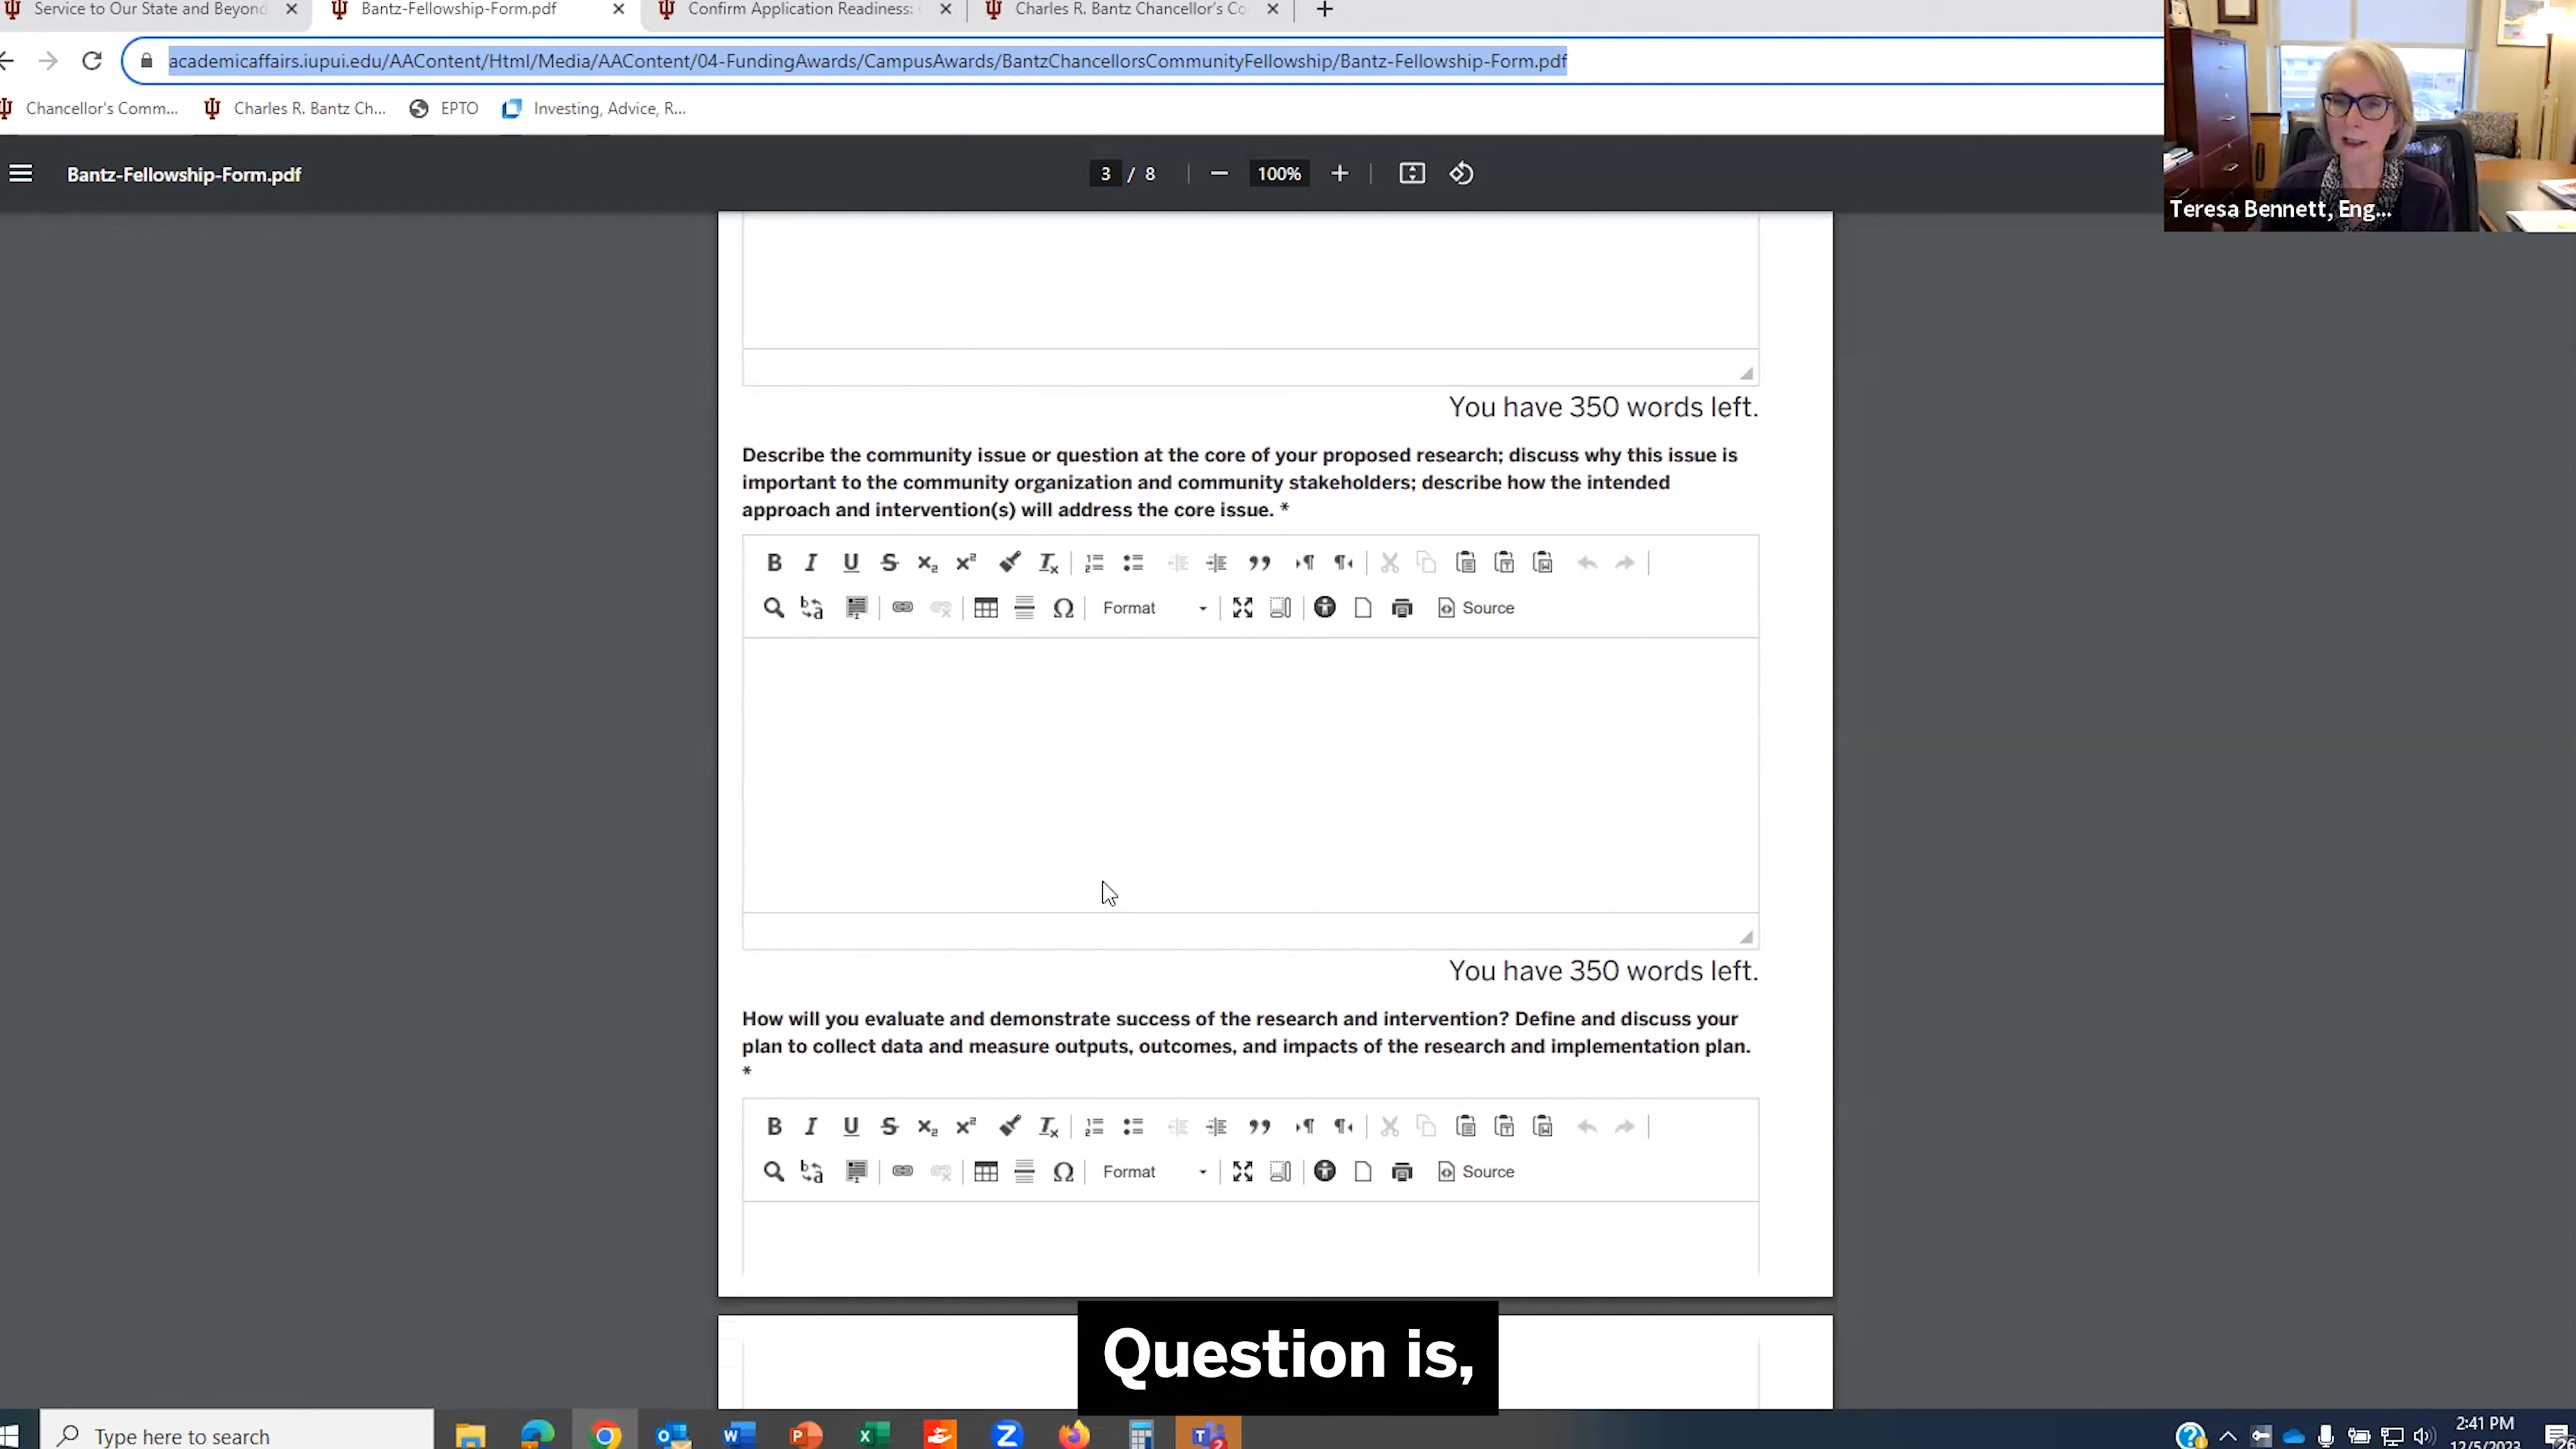 Service to Our State and Beyond
Bantz-Fellowship-Form.pdf
Confirm Application Readiness:
Charles R. Bantz Chancellor's Co
academicaffairs.iupui.edu/AAContent/Html/Media/AAContent/04-FundingAwards/CampusAwards/BantzChancellorsCommunityFellowship/Bantz-Fellowship-Form.pdf
Chancellor's Comm...
Charles R. Bantz Ch...
EPTO
Investing, Advice, R...
Bantz-Fellowship-Form.pdf
3 / 8
100%
Teresa Bennett, Eng...
You have 350 words left.
Describe the community issue or question at the core of your proposed research; discuss why this issue is
important to the community organization and community stakeholders; describe how the intended
approach and intervention(s) will address the core issue. *
Format
Source
You have 350 words left.
How will you evaluate and demonstrate success of the research and intervention? Define and discuss your
plan to collect data and measure outputs, outcomes, and impacts of the research and implementation plan.
*
Format
Source
Question is,
Type here to search
2:41 PM
12/5/2023